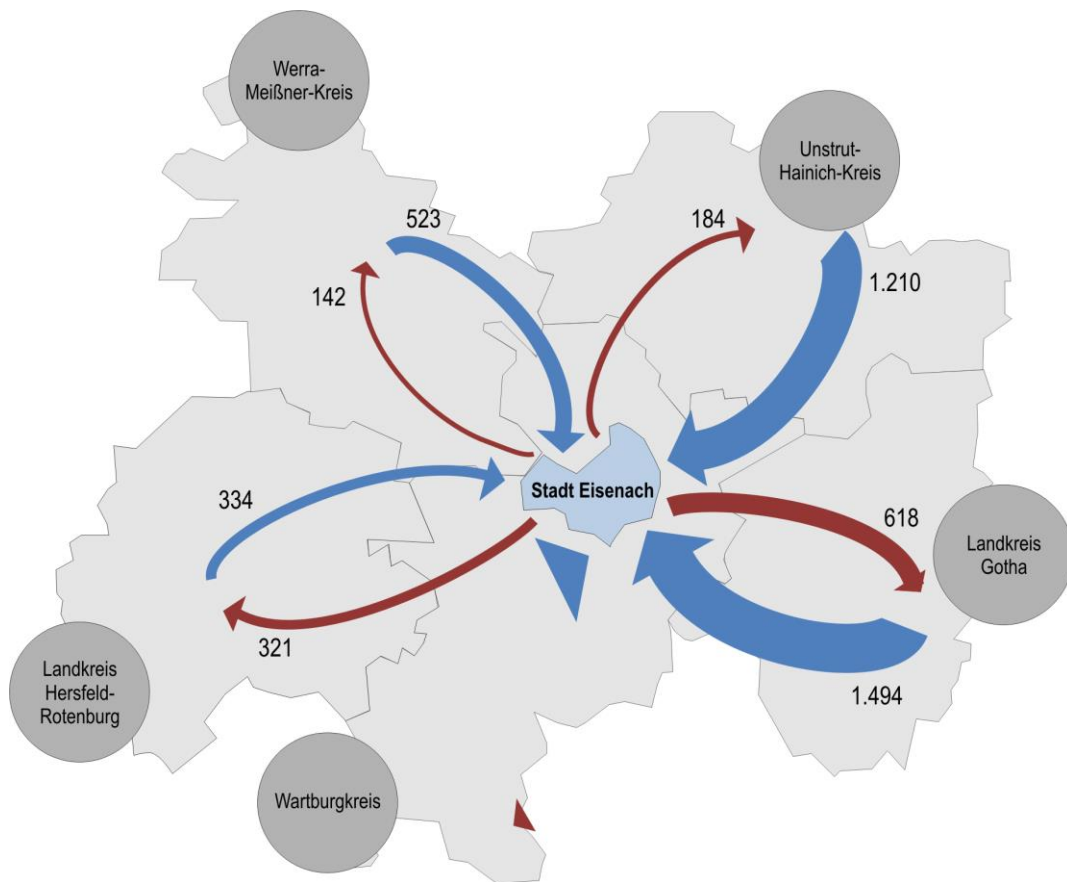 Werra-
Meißner-Kreis
Unstrut-
Hainich-Kreis
523
184
1.210
142
334
Stadt Eisenach
618
Landkreis
Gotha
321
1.494
Landkreis
Hersfeld-
Rotenburg
Wartburgkreis